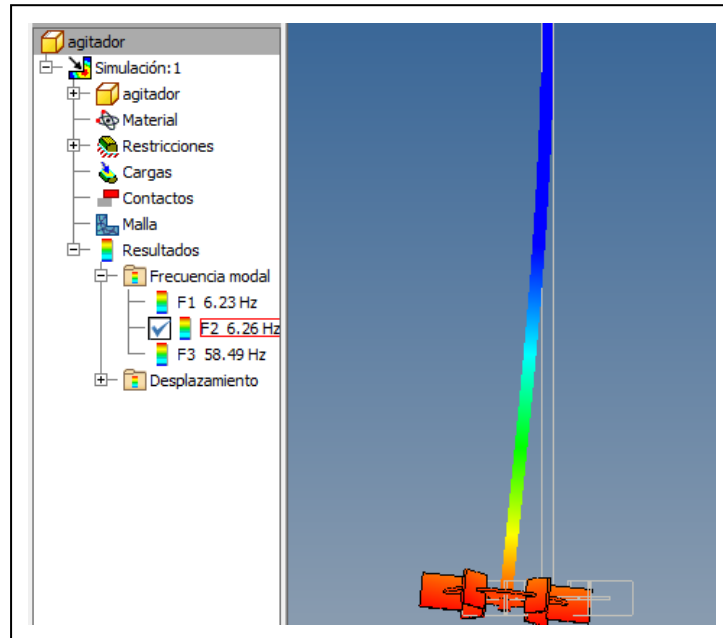 agitador
Simulación:1
agitador
Material
Restricciones
Cargas
Contactos
Malla
Resultados
Frecuencia modal
F1 6.23 Hz
F2 6.26 Hz
F3 58.49 Hz
Desplazamiento